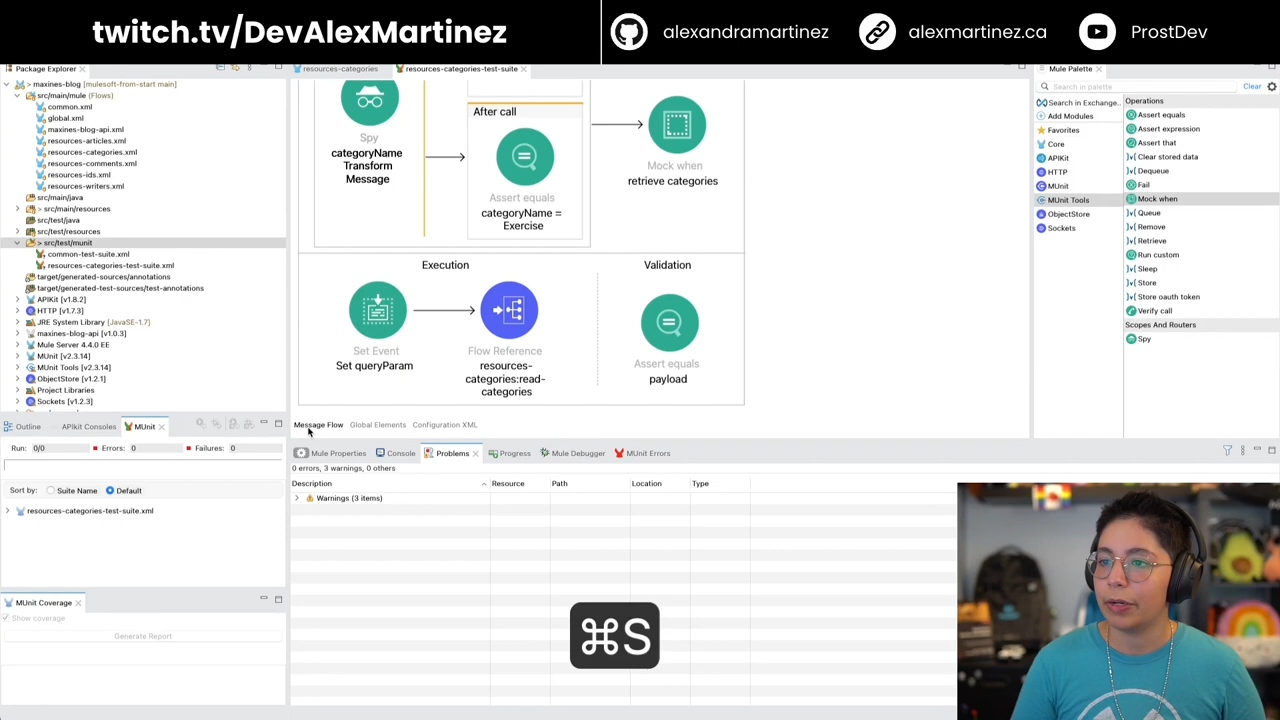 twitch.tv/DevAlexMartinez
alexandramartinez
alexmartinez.ca
ProstDev
Package Explorer
> maxines-blog [mulesoft-from-start main]
src/main/mule (Flows)
common.xml
global.xml
maxines-blog-api.xml
resources-articles.xml
resources-categories.xml
resources-comments.xml
resources-ids.xml
resources-writers.xml
src/main/java
> src/main/resources
src/test/java
src/test/resources
> src/test/munit
common-test-suite.xml
resources-categories-test-suite.xml
target/generated-sources/annotations
target/generated-test-sources/test-annotations
APIKit [v1.8.2]
HTTP [v1.7.3]
JRE System Library [JavaSE-1.7]
maxines-blog-api [v1.0.3]
Mule Server 4.4.0 EE
MUnit [v2.3.14]
MUnit Tools [v2.3.14]
ObjectStore [v1.2.1]
Project Libraries
Sockets [v1.2.3]
resources-categories
resources-categories-test-suite
Spy
categoryName
Transform
Message
After call
Assert equals
categoryName =
Exercise
Mock when
retrieve categories
Execution
Validation
Set Event
Set queryParam
Flow Reference
resources-
categories:read-
categories
Assert equals
payload
Message Flow
Global Elements
Configuration XML
Mule Palette
Search in palette
Clear
Search in Exchange..
Add Modules
Favorites
Core
APIKit
HTTP
MUnit
MUnit Tools
ObjectStore
Sockets
Operations
Assert equals
Assert expression
Assert that
Clear stored data
Dequeue
Fail
Mock when
Queue
Remove
Retrieve
Run custom
Sleep
Store
Store oauth token
Verify call
Scopes And Routers
Spy
Outline
APIkit Consoles
MUnit
Run: 0/0
Errors: 0
Failures: 0
Sort by:
Suite Name
Default
resources-categories-test-suite.xml
MUnit Coverage
Show coverage
Generate Report
Mule Properties
Console
Problems
Progress
Mule Debugger
MUnit Errors
0 errors, 3 warnings, 0 others
Description
Resource
Path
Location
Type
Warnings (3 items)
⌘S